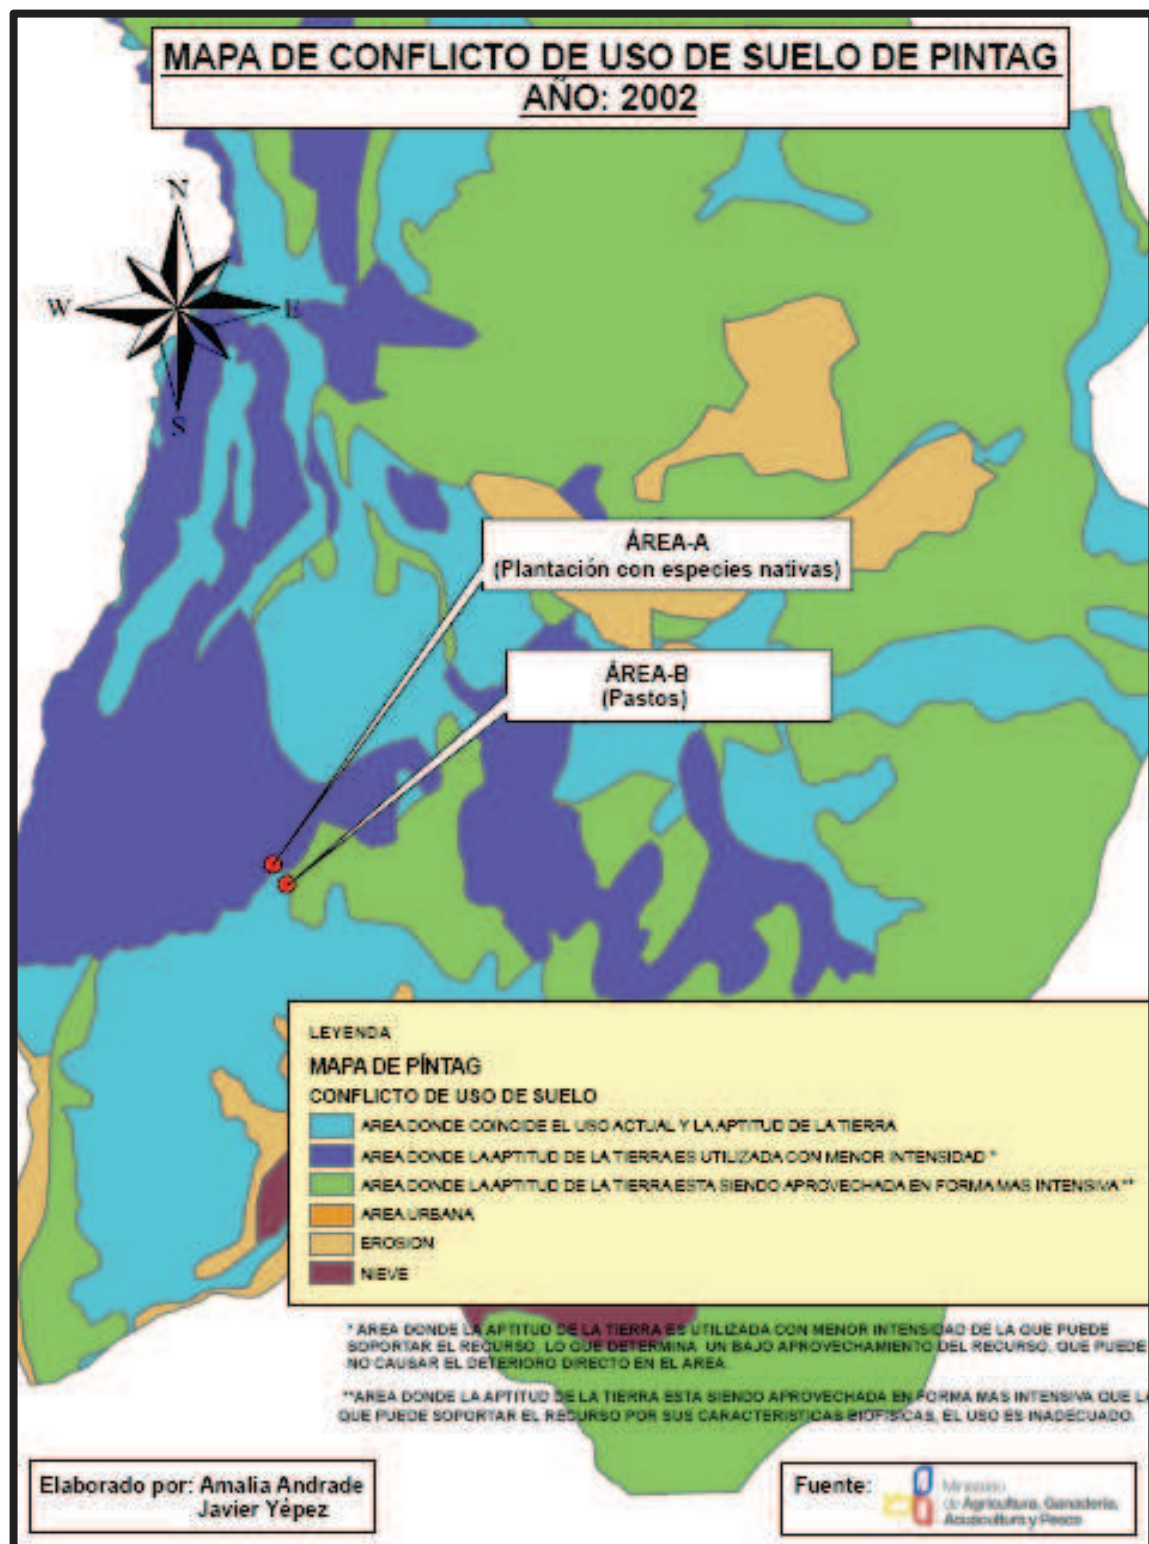 MAPA DE CONFLICTO DE USO DE SUELO DE PINTAG
AÑO: 2002
N
W
E
S
ÁREA-A
(Plantación con especies nativas)
ÁREA-B
(Pastos)
LEYENDA
MAPA DE PÍNTAG
CONFLICTO DE USO DE SUELO
AREA DONDE COINCIDE EL USO ACTUAL Y LA APTITUD DE LA TIERRA
AREA DONDE LA APTITUD DE LA TIERRA ES UTILIZADA CON MENOR INTENSIDAD *
AREA DONDE LA APTITUD DE LA TIERRA ESTA SIENDO APROVECHADA EN FORMA MAS INTENSIVA **
AREA URBANA
EROSION
NIEVE
* AREA DONDE LA APTITUD DE LA TIERRA ES UTILIZADA CON MENOR INTENSIDAD DE LA QUE PUEDE
SOPORTAR EL RECURSO, LO QUE DETERMINA UN BAJO APROVECHAMIENTO DEL RECURSO, QUE PUEDE
NO CAUSAR EL DETERIORO DIRECTO EN EL AREA.
**AREA DONDE LA APTITUD DE LA TIERRA ESTA SIENDO APROVECHADA EN FORMA MAS INTENSIVA QUE LA
QUE PUEDE SOPORTAR EL RECURSO POR SUS CARACTERISTICAS BIOFISICAS, EL USO ES INADECUADO.
Elaborado por: Amalia Andrade
Javier Yépez
Fuente:
Ministerio
de Agricultura, Ganadería,
Acuacultura y Pesca